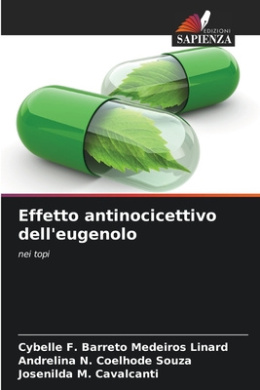 EDIZIONI
SAPIENZA
Effetto antinocicettivo
dell'eugenolo
nei topi
Cybelle F. Barreto Medeiros Linard
Andrelina N. Coelhode Souza
Josenilda M. Cavalcanti